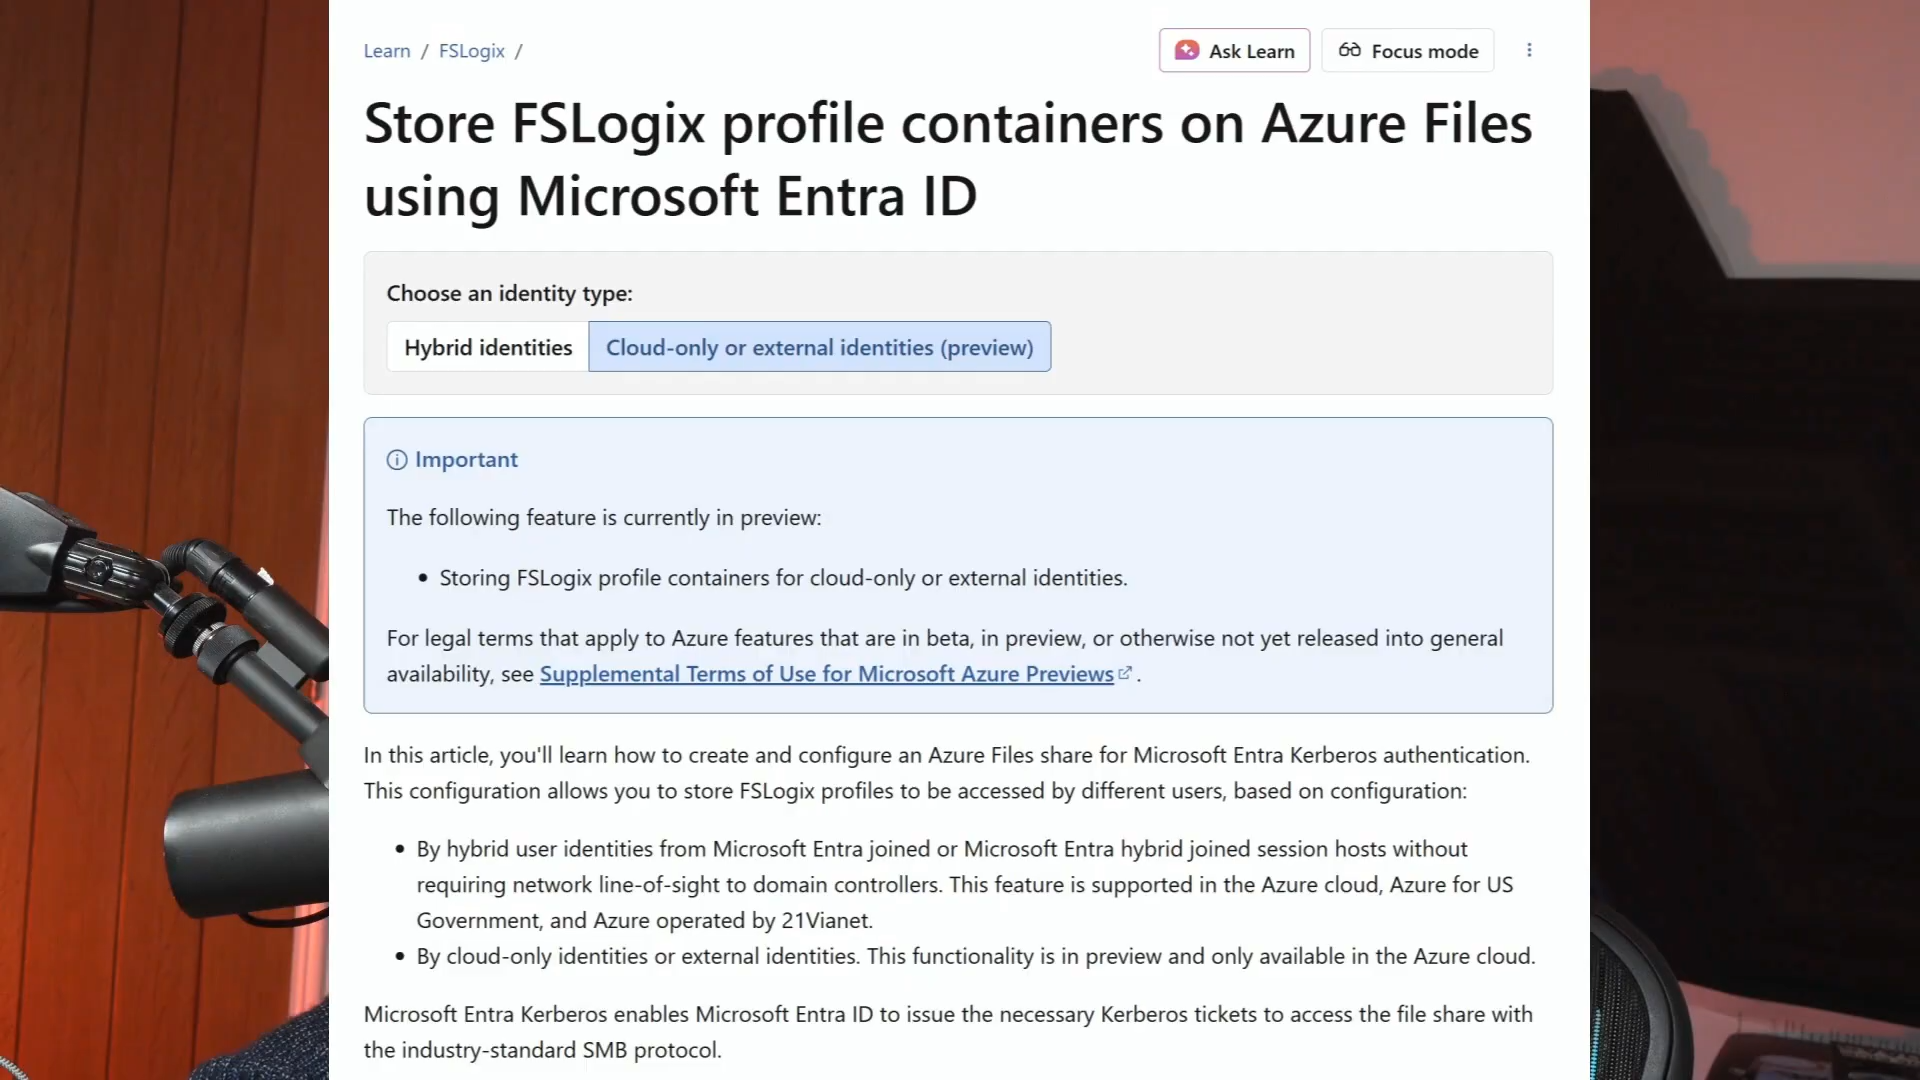 Learn / FSLogix /
Ask Learn
Focus mode
Store FSLogix profile containers on Azure Files
using Microsoft Entra ID
Choose an identity type:
Hybrid identities
Cloud-only or external identities (preview)
Important
The following feature is currently in preview:
• Storing FSLogix profile containers for cloud-only or external identities.
For legal terms that apply to Azure features that are in beta, in preview, or otherwise not yet released into general
availability, see Supplemental Terms of Use for Microsoft Azure Previews.
In this article, you'll learn how to create and configure an Azure Files share for Microsoft Entra Kerberos authentication.
This configuration allows you to store FSLogix profiles to be accessed by different users, based on configuration:
• By hybrid user identities from Microsoft Entra joined or Microsoft Entra hybrid joined session hosts without
requiring network line-of-sight to domain controllers. This feature is supported in the Azure cloud, Azure for US
Government, and Azure operated by 21Vianet.
• By cloud-only identities or external identities. This functionality is in preview and only available in the Azure cloud.
Microsoft Entra Kerberos enables Microsoft Entra ID to issue the necessary Kerberos tickets to access the file share with
the industry-standard SMB protocol.